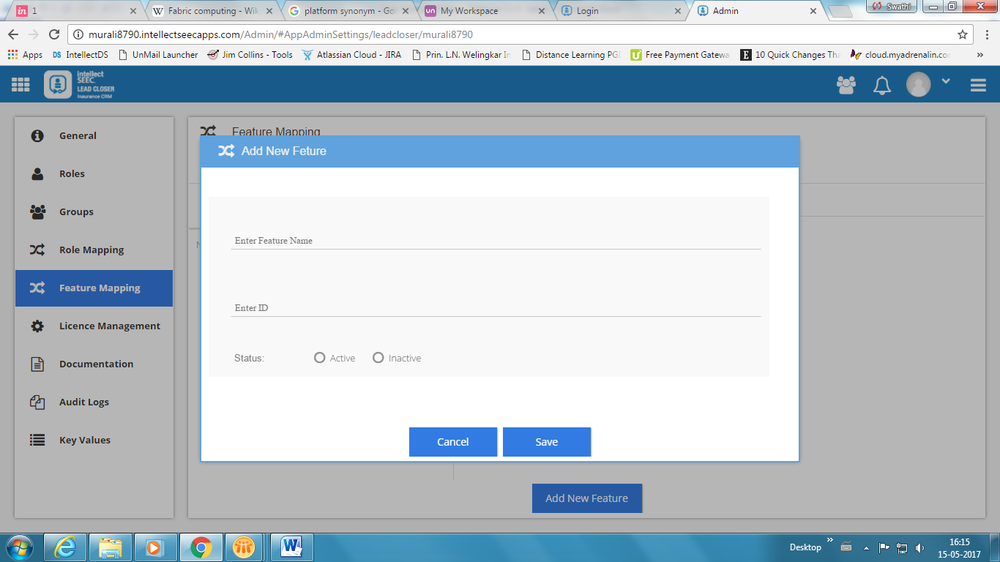 1
Fabric computing - Wik
platform synonym - Goo
My Workspace
Login
Admin
Swathi
murali8790.intellectseecapps.com/Admin/#AppAdminSettings/leadcloser/murali8790
Apps
DS IntellectDS
UnMail Launcher
Jim Collins - Tools
Atlassian Cloud - JIRA
Prin. L.N. Welingkar In
Distance Learning PGD
Free Payment Gatewa
10 Quick Changes Tha
cloud.myadrenalin.con
intellect
SEEC.
LEAD CLOSER
Insurance CRM
General
Roles
Groups
Role Mapping
Feature Mapping
Licence Management
Documentation
Audit Logs
Key Values
Feature Mapping
Add New Feture
Enter Feature Name
Enter ID
Status: Active Inactive
Cancel Save
Add New Feature
Desktop
16:15
15-05-2017